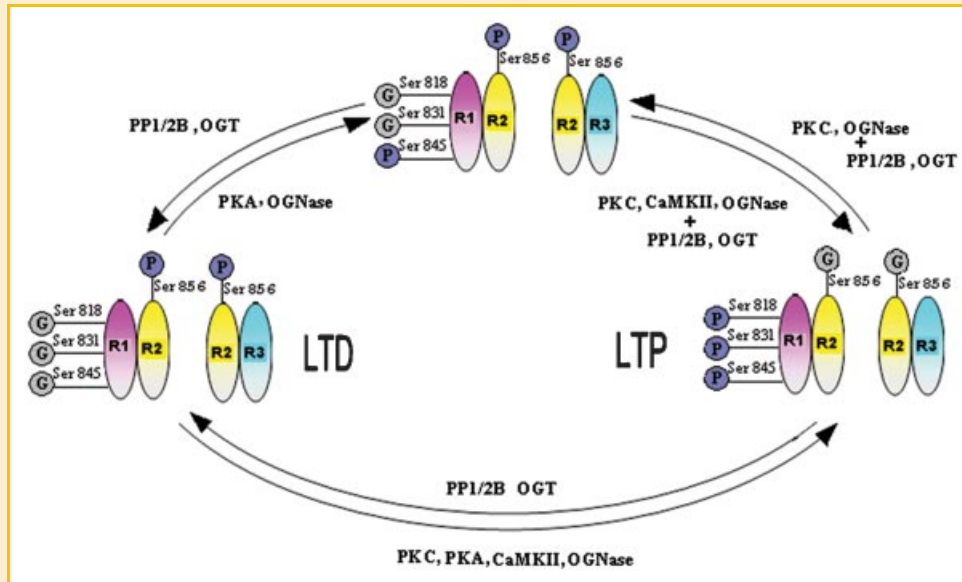 P P
Ser 856 Ser 856
Ser 818
G
Ser 831
G R1 R2 R2 R3
Ser 845
P
PP1/2B , OGT
PKA, OGNase
PKC, OGNase
+
PP1/2B, OGT
PKC, CaMKII, OGNase
+
PP1/2B, OGT
P P
Ser 856 Ser 856
Ser 818
G
Ser 831
G R1 R2 R2 R3
Ser 845
G
LTD
LTP
G G
Ser 856 Ser 856
Ser 818
P
Ser 831
P R1 R2 R2 R3
Ser 845
P
PP1/2B OGT
PKC, PKA, CaMKII, OGNase